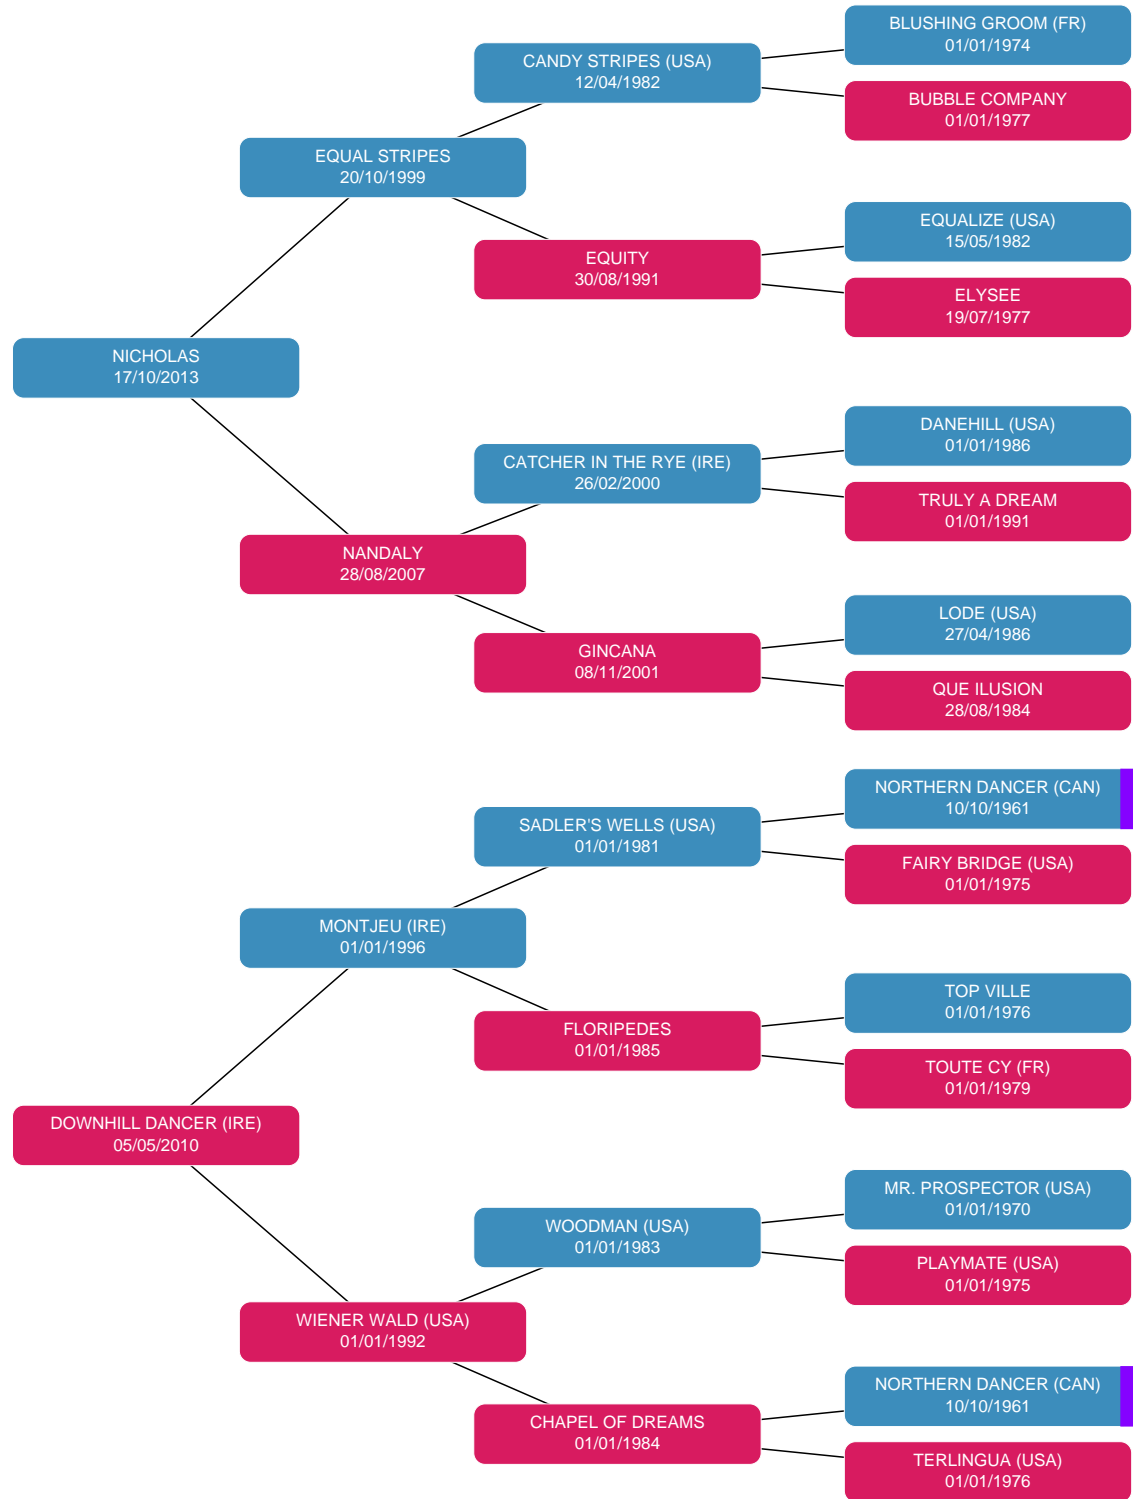 BLUSHING GROOM (FR)
01/01/1974
CANDY STRIPES (USA)
12/04/1982
BUBBLE COMPANY
01/01/1977
EQUAL STRIPES
20/10/1999
EQUALIZE (USA)
15/05/1982
EQUITY
30/08/1991
ELYSEE
19/07/1977
NICHOLAS
17/10/2013
DANEHILL (USA)
01/01/1986
CATCHER IN THE RYE (IRE)
26/02/2000
TRULY A DREAM
01/01/1991
NANDALY
28/08/2007
LODE (USA)
27/04/1986
GINCANA
08/11/2001
QUE ILUSION
28/08/1984
NORTHERN DANCER (CAN)
10/10/1961
SADLER'S WELLS (USA)
01/01/1981
FAIRY BRIDGE (USA)
01/01/1975
MONTJEU (IRE)
01/01/1996
TOP VILLE
01/01/1976
FLORIPEDES
01/01/1985
TOUTE CY (FR)
01/01/1979
DOWNHILL DANCER (IRE)
05/05/2010
MR. PROSPECTOR (USA)
01/01/1970
WOODMAN (USA)
01/01/1983
PLAYMATE (USA)
01/01/1975
WIENER WALD (USA)
01/01/1992
NORTHERN DANCER (CAN)
10/10/1961
CHAPEL OF DREAMS
01/01/1984
TERLINGUA (USA)
01/01/1976